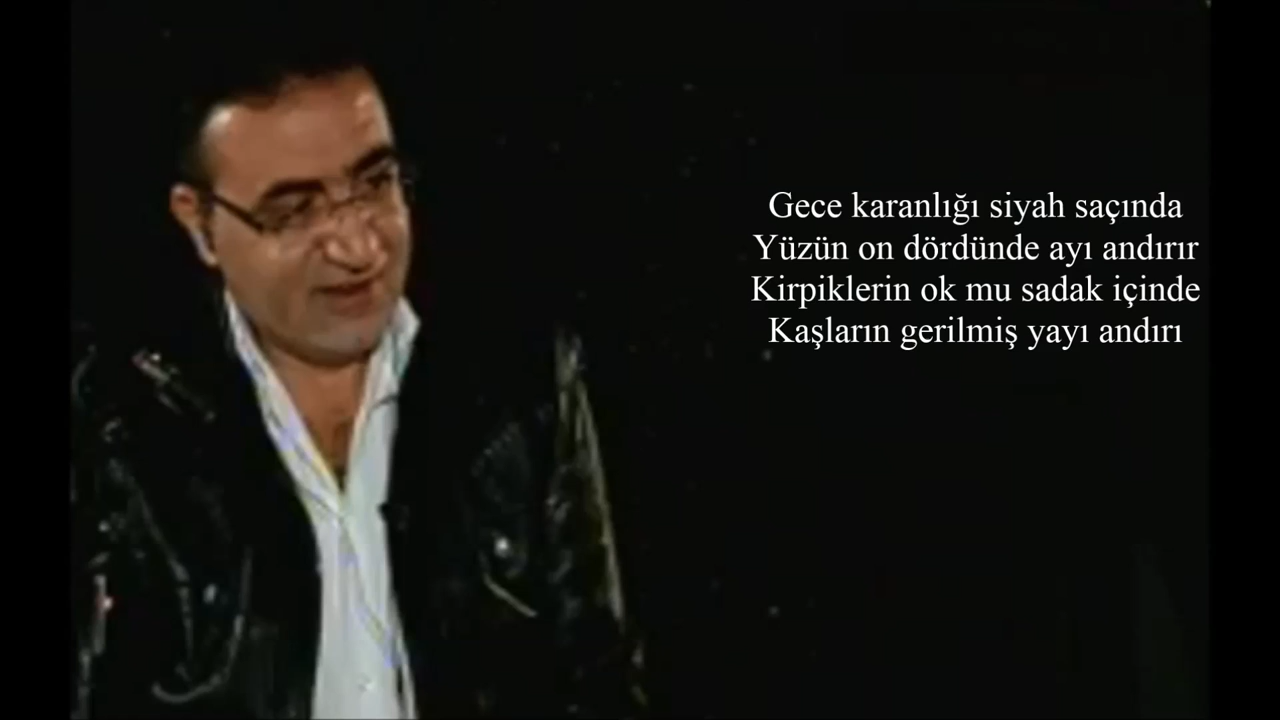 Gece karanlığı siyah saçında
Yüzün on dördünde ayı andırır
Kirpiklerin ok mu sadak içinde
Kaşların gerilmiş yayı andırı